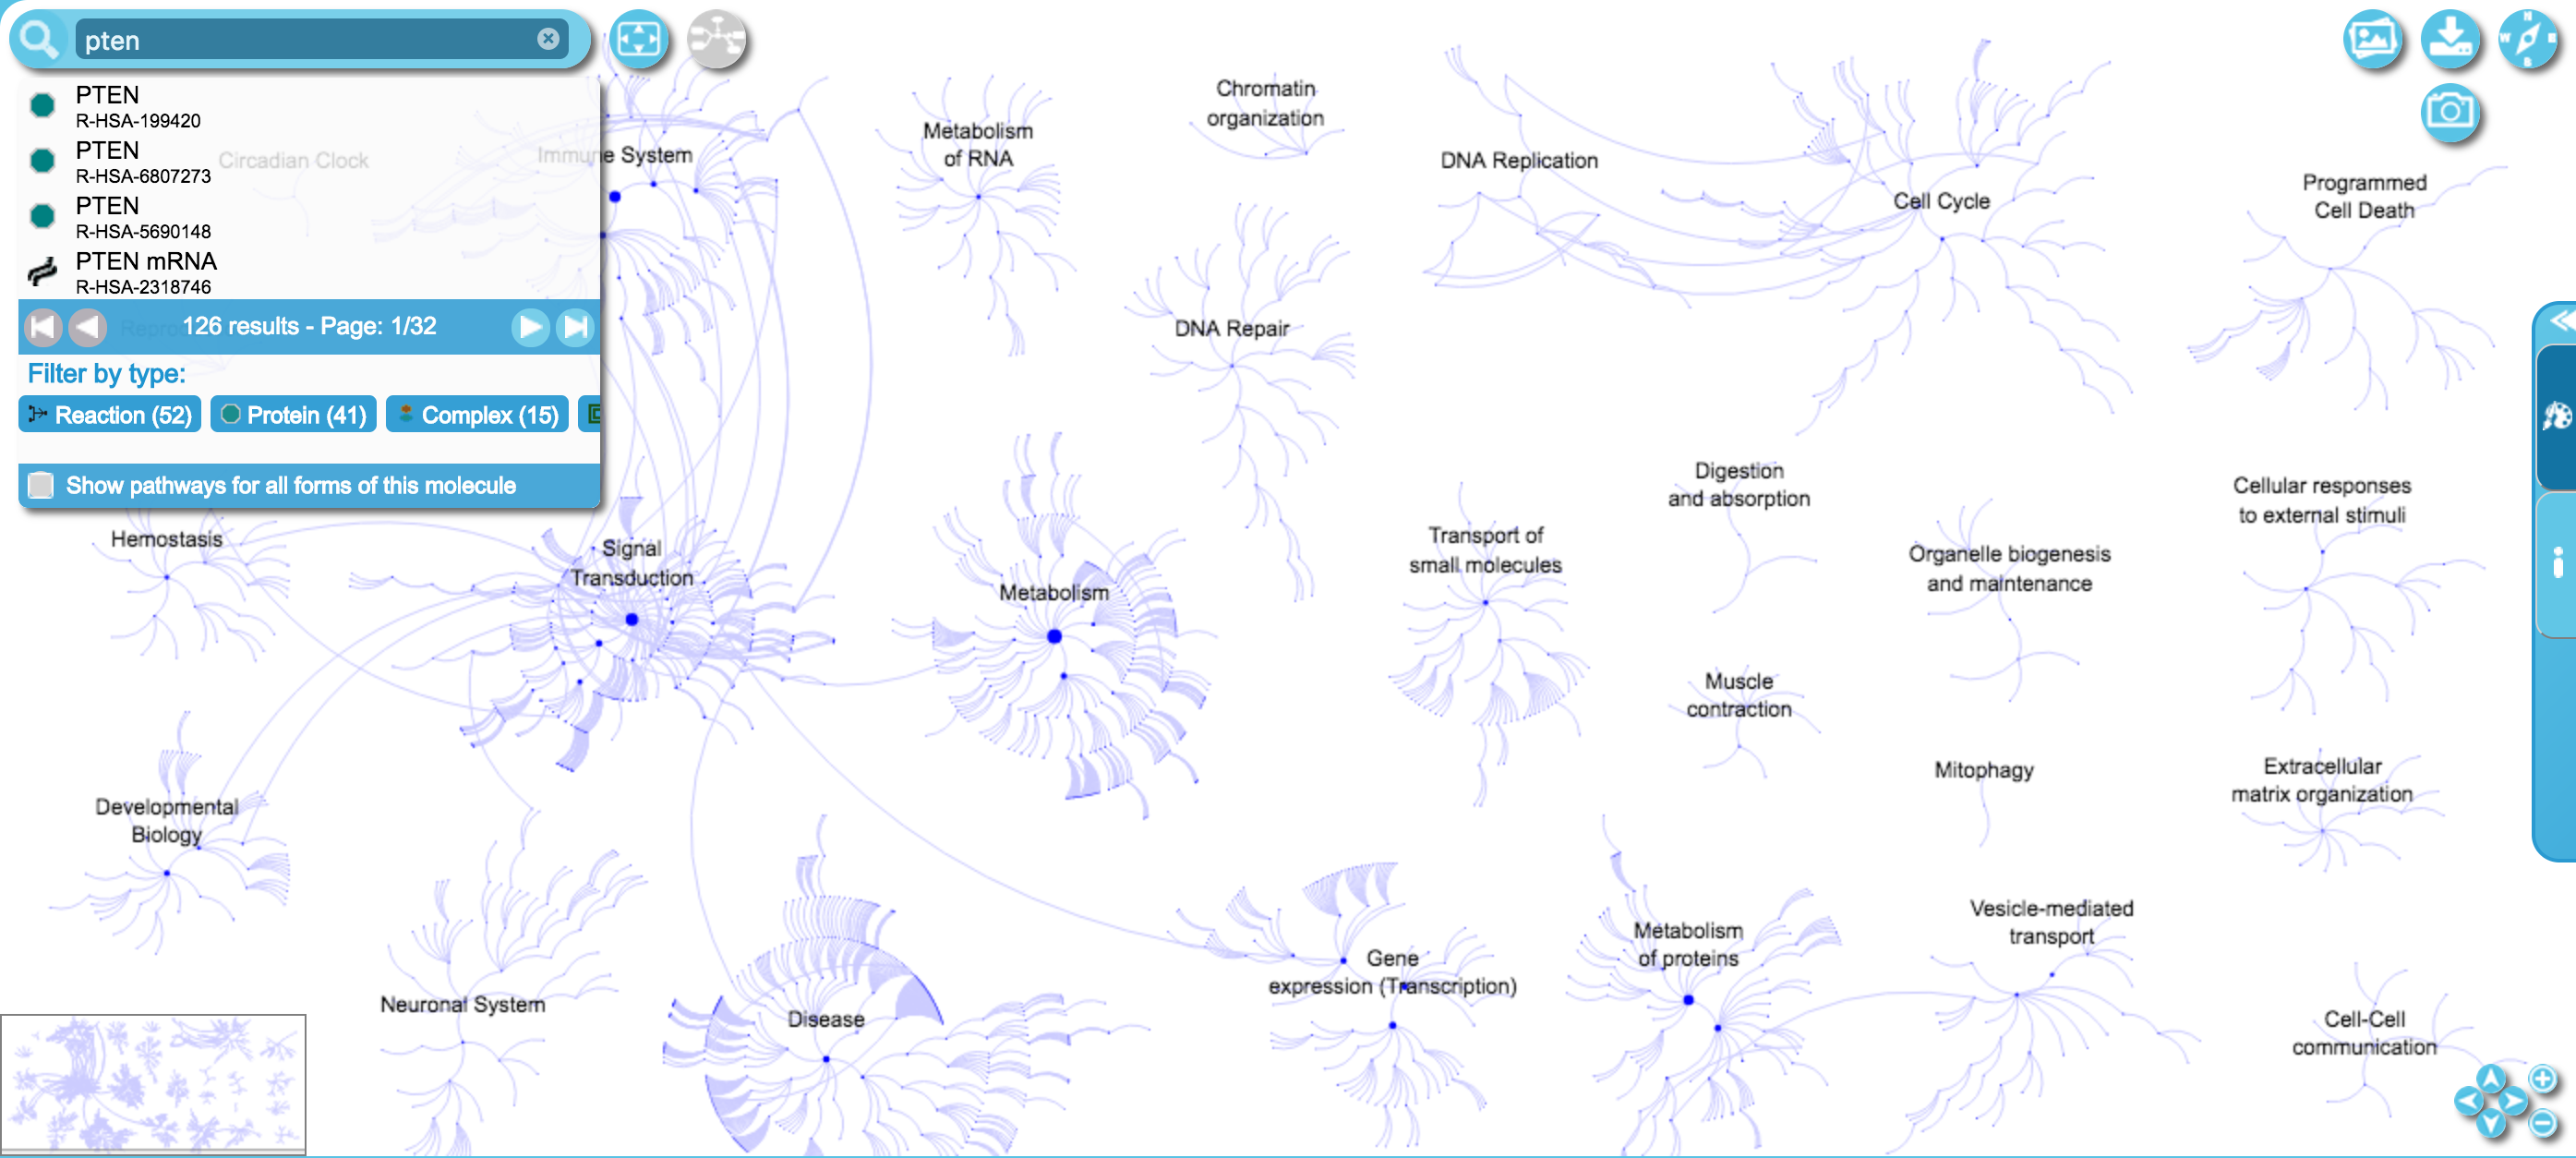 pten
PTEN
R-HSA-199420
PTEN
R-HSA-6807273
PTEN
R-HSA-5690148
PTEN mRNA
R-HSA-2318746
126 results - Page: 1/32
Filter by type:
Reaction (52)
Protein (41)
Complex (15)
Show pathways for all forms of this molecule
Circadian Clock
Immune System
Metabolism
of RNA
Chromatin
organization
DNA Replication
Cell Cycle
Programmed
Cell Death
DNA Repair
N
W
E
S
Hemostasis
Signal
Transduction
Metabolism
Transport of
small molecules
Digestion
and absorption
Organelle biogenesis
and maintenance
Cellular responses
to external stimuli
Muscle
contraction
Mitophagy
Extracellular
matrix organization
Developmental
Biology
Neuronal System
Disease
Gene
expression (Transcription)
Metabolism
of proteins
Vesicle-mediated
transport
Cell-Cell
communication